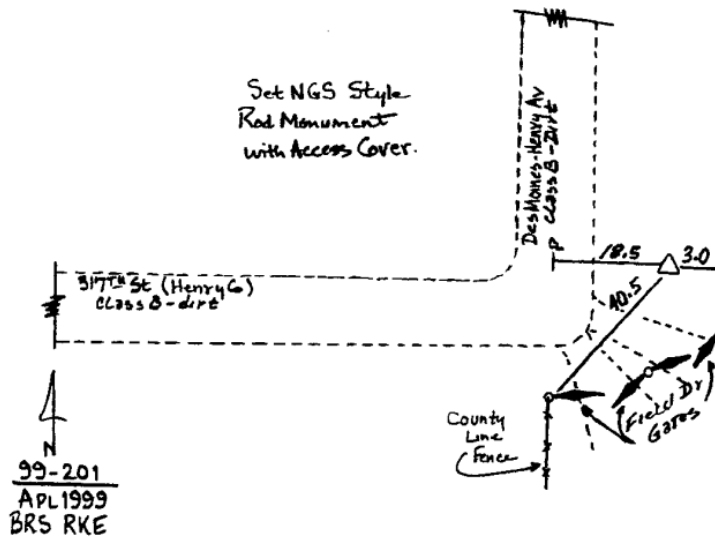 Set NGS Style
Rod Monument
with Access Cover.
DesMoines-Henry Av
Class B-Dirt
P
18.5
3.0
317TH St (Henry Co)
Class B-dirt
40.5
Field Dr
Gates
County
Line
Fence
N
99-201
APL 1999
BRS RKE